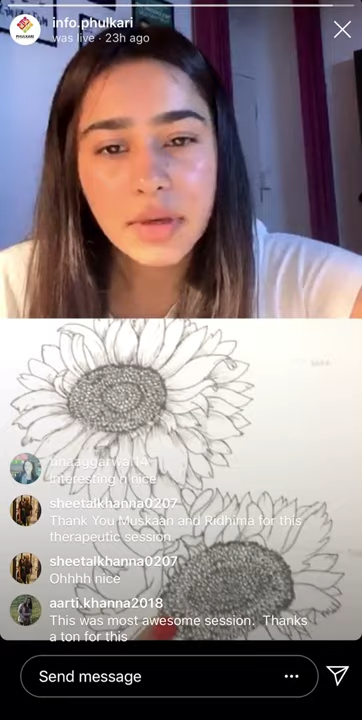 info.phulkari
was live · 23h ago
PHULKARI
Interesting n nice
sheetalkhanna0207
Thank You Muskaan and Ridhima for this
therapeutic session
sheetalkhanna0207
Ohhhh nice
aarti.khanna2018
This was most awesome session. Thanks
a ton for this
Send message